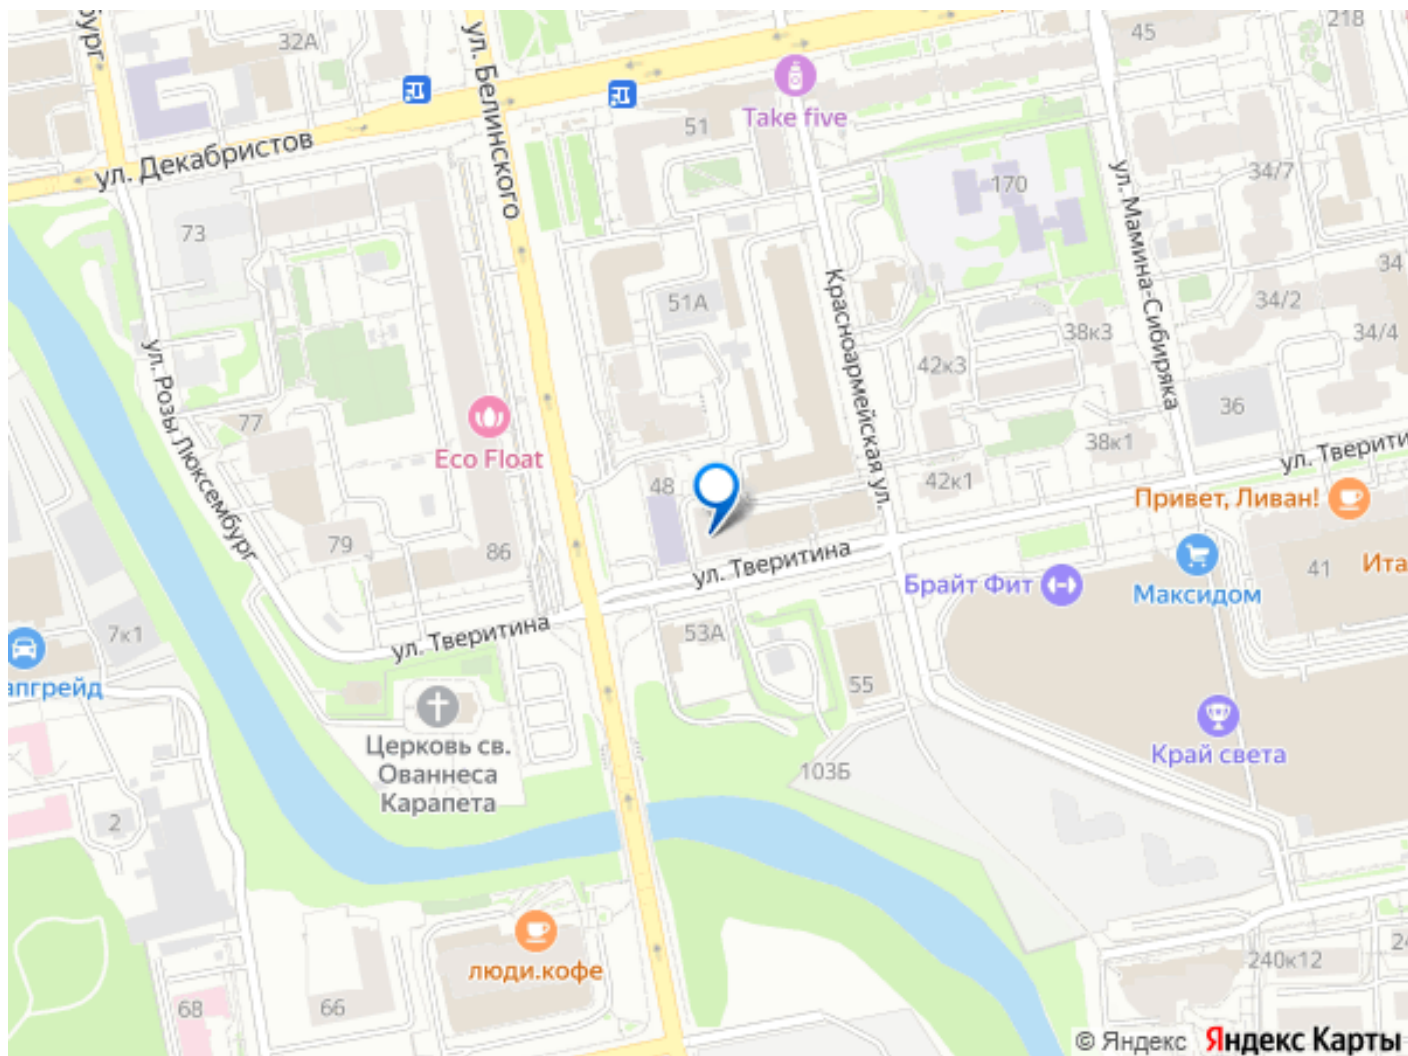 ург
32А
ул. Белинского
45
218
Take five
51
ул. Декабристов
170
34/7
73
ул. Мамина-Сибиряка
34
51А
Красноармейская ул.
34/2
38к3
34/4
42к3
ул. Розы Люксембург
77
36
Eco Float
38к1
ул. Тверити
48
42к1
Привет, Ливан!
79
86
ул. Тверитина
Брайт Фит
Максидом
41
Ита
7к1
ул. Тверитина
53А
апгрейд
55
Церковь св.
Ованнеса
Карапета
Край света
103Б
2
люди.кофе
240к12
24
68
66
© Яндекс Яндекс Карты